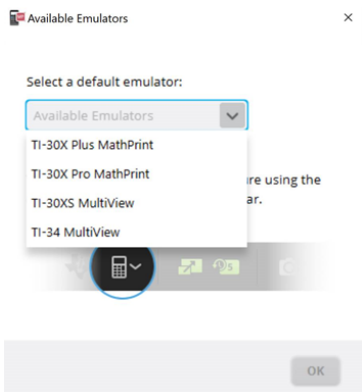 Available Emulators
Select a default emulator:
Available Emulators
TI-30X Plus MathPrint
TI-30X Pro MathPrint
TI-30XS MultiView
TI-34 MultiView
using the
OK